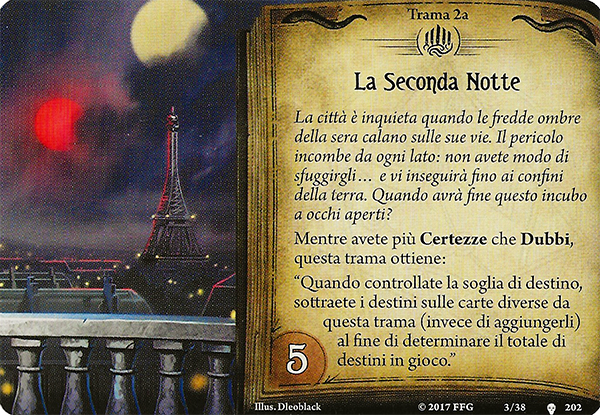 Trama 2a
La Seconda Notte
La città è inquieta quando le fredde ombre
della sera calano sulle sue vie. Il pericolo
incombe da ogni lato: non avete modo di
sfuggirgli… e vi inseguirà fino ai confini
della terra. Quando avrà fine questo incubo
a occhi aperti?
Mentre avete più Certezze che Dubbi,
questa trama ottiene:
“Quando controllate la soglia di destino,
sottraete i destini sulle carte diverse da
questa trama (invece di aggiungerli)
al fine di determinare il totale di
destini in gioco.”
5
Illus. Dleoblack
© 2017 FFG
3/38
202